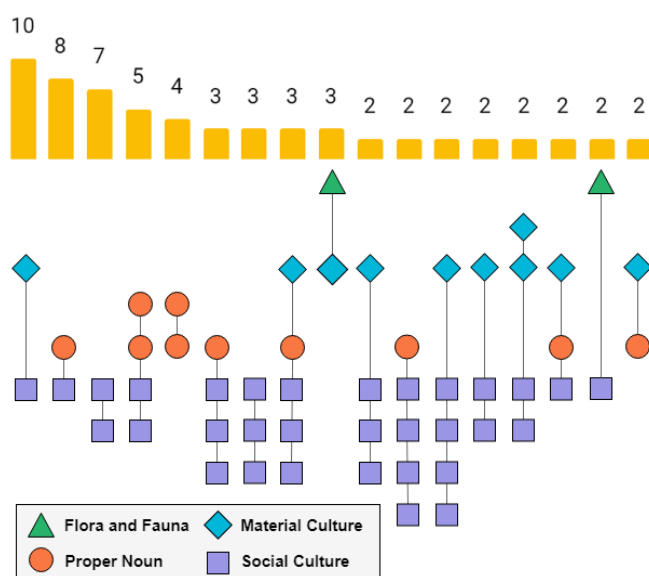 10 8 7 5 4 3 3 3 3 2 2 2 2 2 2 2 2
Flora and Fauna Material Culture
Proper Noun Social Culture